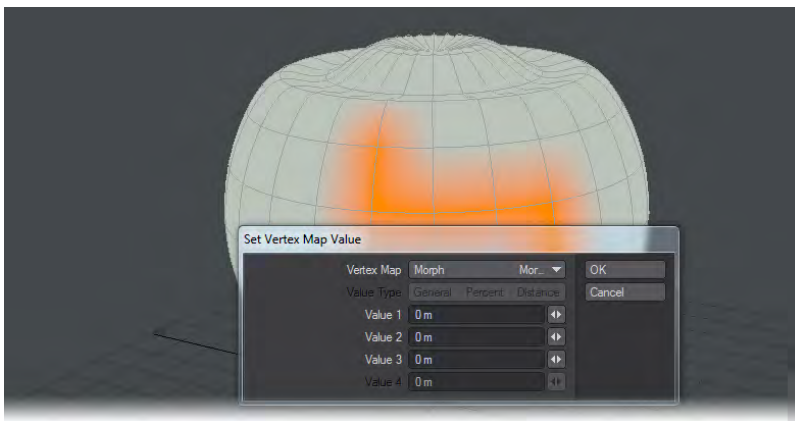 Set Vertex Map Value
Vertex Map Morph Mor... OK
Value Type General Percent Distance Cancel
Value 1 0 m
Value 2 0 m
Value 3 0 m
Value 4 0 m